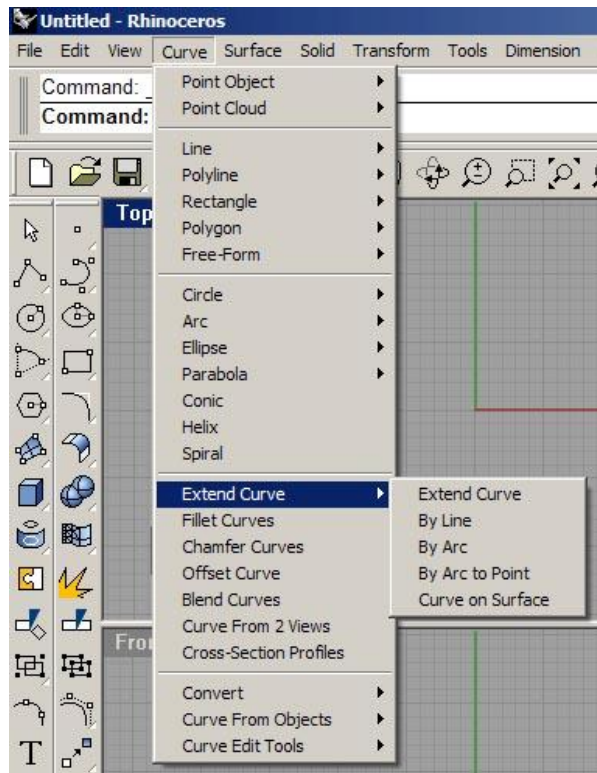 Untitled - Rhinoceros
File Edit View Curve Surface Solid Transform Tools Dimension
Command: _
Command:
Point Object
Point Cloud
Line
Polyline
Rectangle
Polygon
Free-Form
Circle
Arc
Ellipse
Parabola
Conic
Helix
Spiral
Extend Curve
Fillet Curves
Chamfer Curves
Offset Curve
Blend Curves
Curve From 2 Views
Cross-Section Profiles
Convert
Curve From Objects
Curve Edit Tools
Extend Curve
By Line
By Arc
By Arc to Point
Curve on Surface
Top
Fro
T